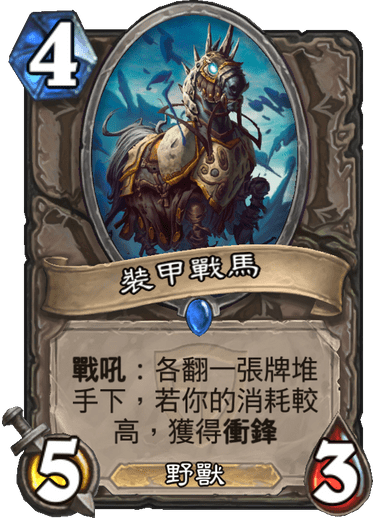 4
裝甲戰馬
戰吼：各翻一張牌堆
手下，若你的消耗較
高，獲得衝鋒
5
野獸
3